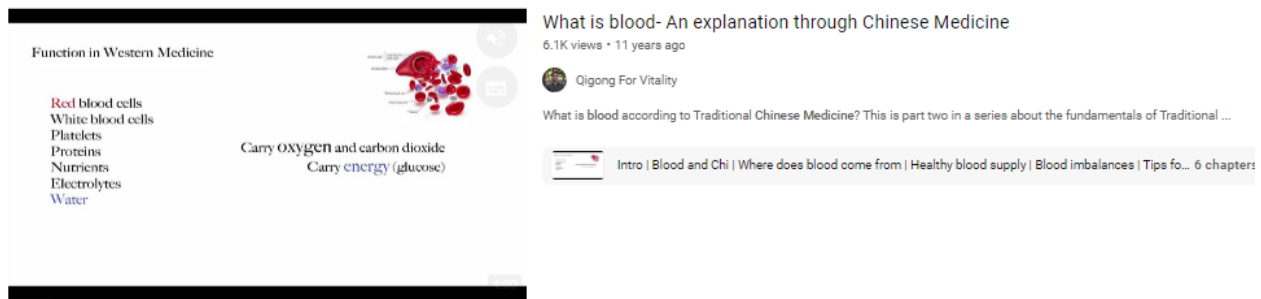 Function in Western Medicine
Red blood cells
White blood cells
Platelets
Proteins
Nutrients
Electrolytes
Water
Carry oxygen and carbon dioxide
Carry energy (glucose)
What is blood- An explanation through Chinese Medicine
6.1K views • 11 years ago
Qigong For Vitality
What is blood according to Traditional Chinese Medicine? This is part two in a series about the fundamentals of Traditional ...
Intro | Blood and Chi | Where does blood come from | Healthy blood supply | Blood imbalances | Tips fo... 6 chapters